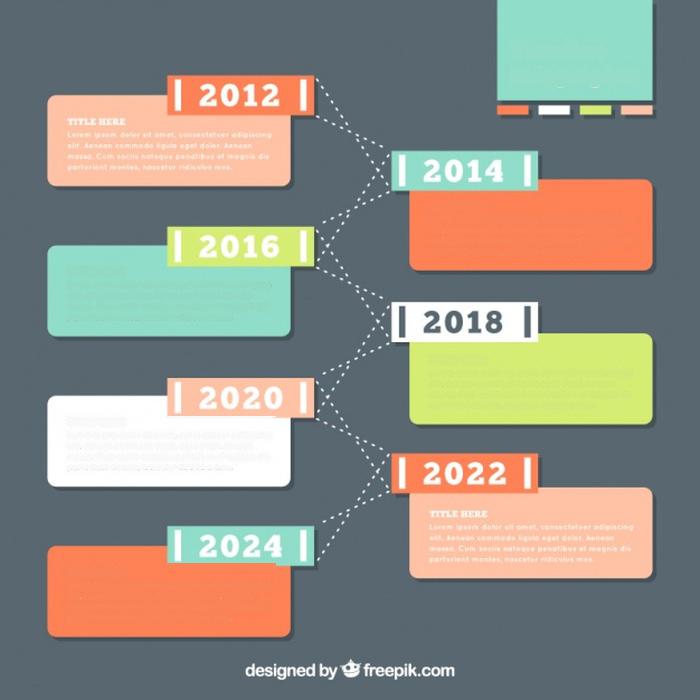 2012
TITLE HERE
Lorem ipsum dolor sit amet, consectetuer adipiscing
elit. Aenean commodo ligula eget dolor. Aenean
massa. Cum sociis natoque penatibus et magnis dis
parturient montes, nascetur ridiculus mus.
2014
2016
2018
2020
2022
TITLE HERE
Lorem ipsum dolor sit amet, consectetuer adipiscing
elit. Aenean commodo ligula eget dolor. Aenean
massa. Cum sociis natoque penatibus et magnis dis
parturient montes, nascetur ridiculus mus.
2024
designed by freepik.com